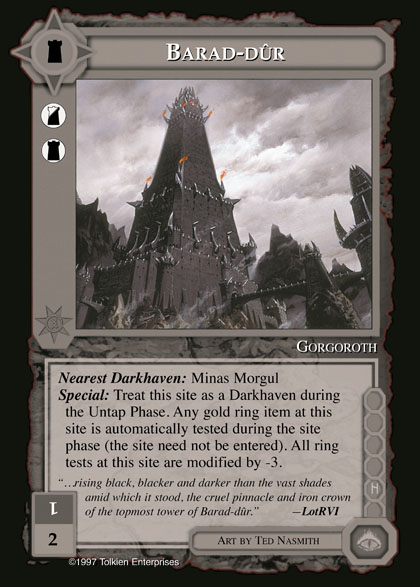 BARAD-DÛR
GORGOROTH
Nearest Darkhaven: Minas Morgul
Special: Treat this site as a Darkhaven during
the Untap Phase. Any gold ring item at this
site is automatically tested during the site
phase (the site need not be entered). All ring
tests at this site are modified by -3.
“…rising black, blacker and darker than the vast shades
amid which it stood, the cruel pinnacle and iron crown
of the topmost tower of Barad-dûr.” –LotRVI
H
1
2
ART BY TED NASMITH
©1997 Tolkien Enterprises